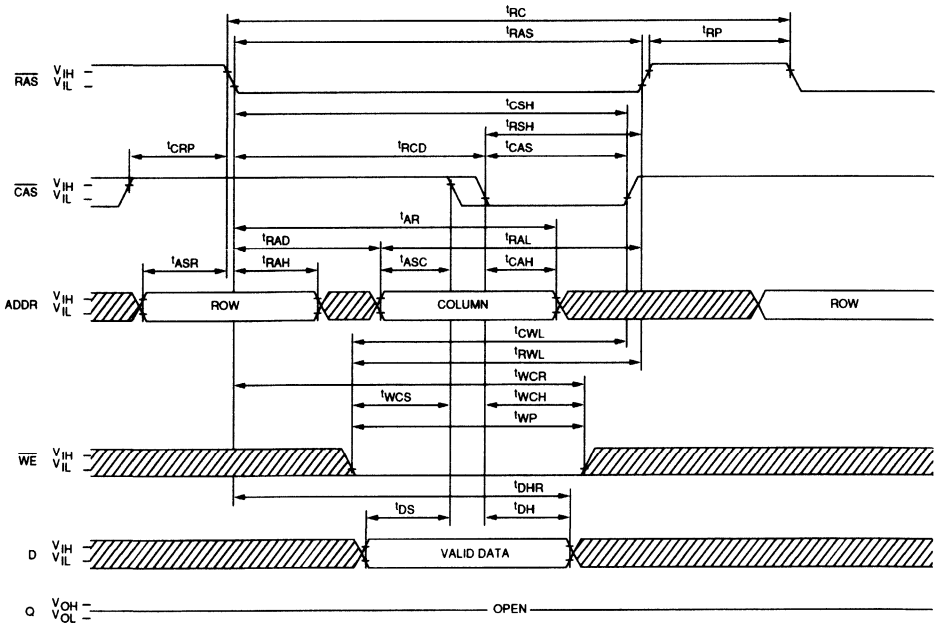 tRC
tRAS
tRP
RAS VIH VIL
tCSH
tRSH
tCRP tRCD tCAS
CAS VIH VIL
tAR
tRAD tRAL
tASR tRAH tASC tCAH
ADDR VIH VIL ROW COLUMN ROW
tCWL
tRWL
tWCR
tWCS tWCH
tWP
WE VIH VIL
tDHR
tDS tDH
D VIH VIL VALID DATA
Q VOH VOL OPEN